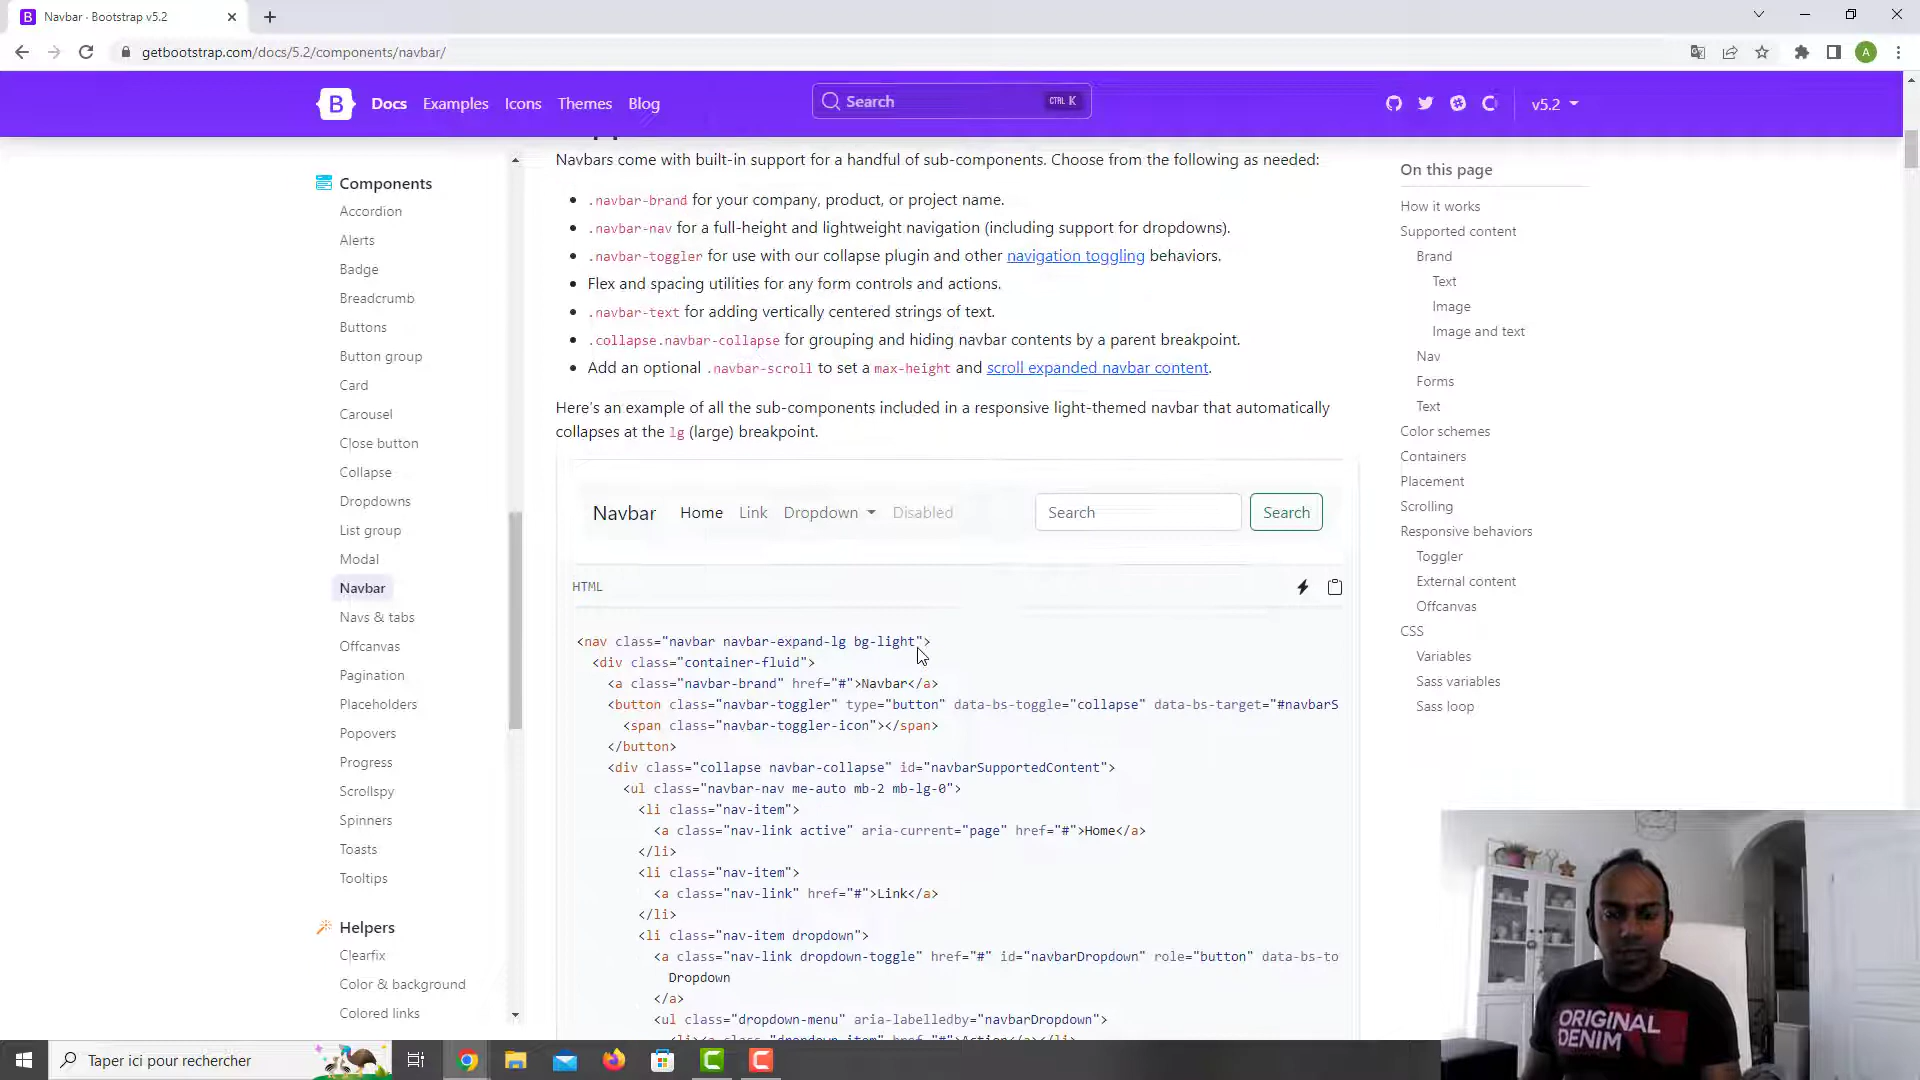 Navbar · Bootstrap v5.2
getbootstrap.com/docs/5.2/components/navbar/
A
B
Docs
Examples
Icons
Themes
Blog
Search
CTRL K
v5.2
Components
Accordion
Alerts
Badge
Breadcrumb
Buttons
Button group
Card
Carousel
Close button
Collapse
Dropdowns
List group
Modal
Navbar
Navs & tabs
Offcanvas
Pagination
Placeholders
Popovers
Progress
Scrollspy
Spinners
Toasts
Tooltips
Helpers
Clearfix
Color & background
Colored links
Navbars come with built-in support for a handful of sub-components. Choose from the following as needed:
• .navbar-brand for your company, product, or project name.
• .navbar-nav for a full-height and lightweight navigation (including support for dropdowns).
• .navbar-toggler for use with our collapse plugin and other navigation toggling behaviors.
• Flex and spacing utilities for any form controls and actions.
• .navbar-text for adding vertically centered strings of text.
• .collapse.navbar-collapse for grouping and hiding navbar contents by a parent breakpoint.
• Add an optional .navbar-scroll to set a max-height and scroll expanded navbar content.
Here's an example of all the sub-components included in a responsive light-themed navbar that automatically
collapses at the lg (large) breakpoint.
Navbar Home Link Dropdown Disabled Search Search
HTML
<nav class="navbar navbar-expand-lg bg-light">
<div class="container-fluid">
<a class="navbar-brand" href="#">Navbar</a>
<button class="navbar-toggler" type="button" data-bs-toggle="collapse" data-bs-target="#navbarS
<span class="navbar-toggler-icon"></span>
</button>
<div class="collapse navbar-collapse" id="navbarSupportedContent">
<ul class="navbar-nav me-auto mb-2 mb-lg-0">
<li class="nav-item">
<a class="nav-link active" aria-current="page" href="#">Home</a>
</li>
<li class="nav-item">
<a class="nav-link" href="#">Link</a>
</li>
<li class="nav-item dropdown">
<a class="nav-link dropdown-toggle" href="#" id="navbarDropdown" role="button" data-bs-to
Dropdown
</a>
<ul class="dropdown-menu" aria-labelledby="navbarDropdown">
<li><a class="dropdown-item" href="#">Action</a></li>
On this page
How it works
Supported content
Brand
Text
Image
Image and text
Nav
Forms
Text
Color schemes
Containers
Placement
Scrolling
Responsive behaviors
Toggler
External content
Offcanvas
CSS
Variables
Sass variables
Sass loop
ORIGINAL
DENIM
Taper ici pour rechercher